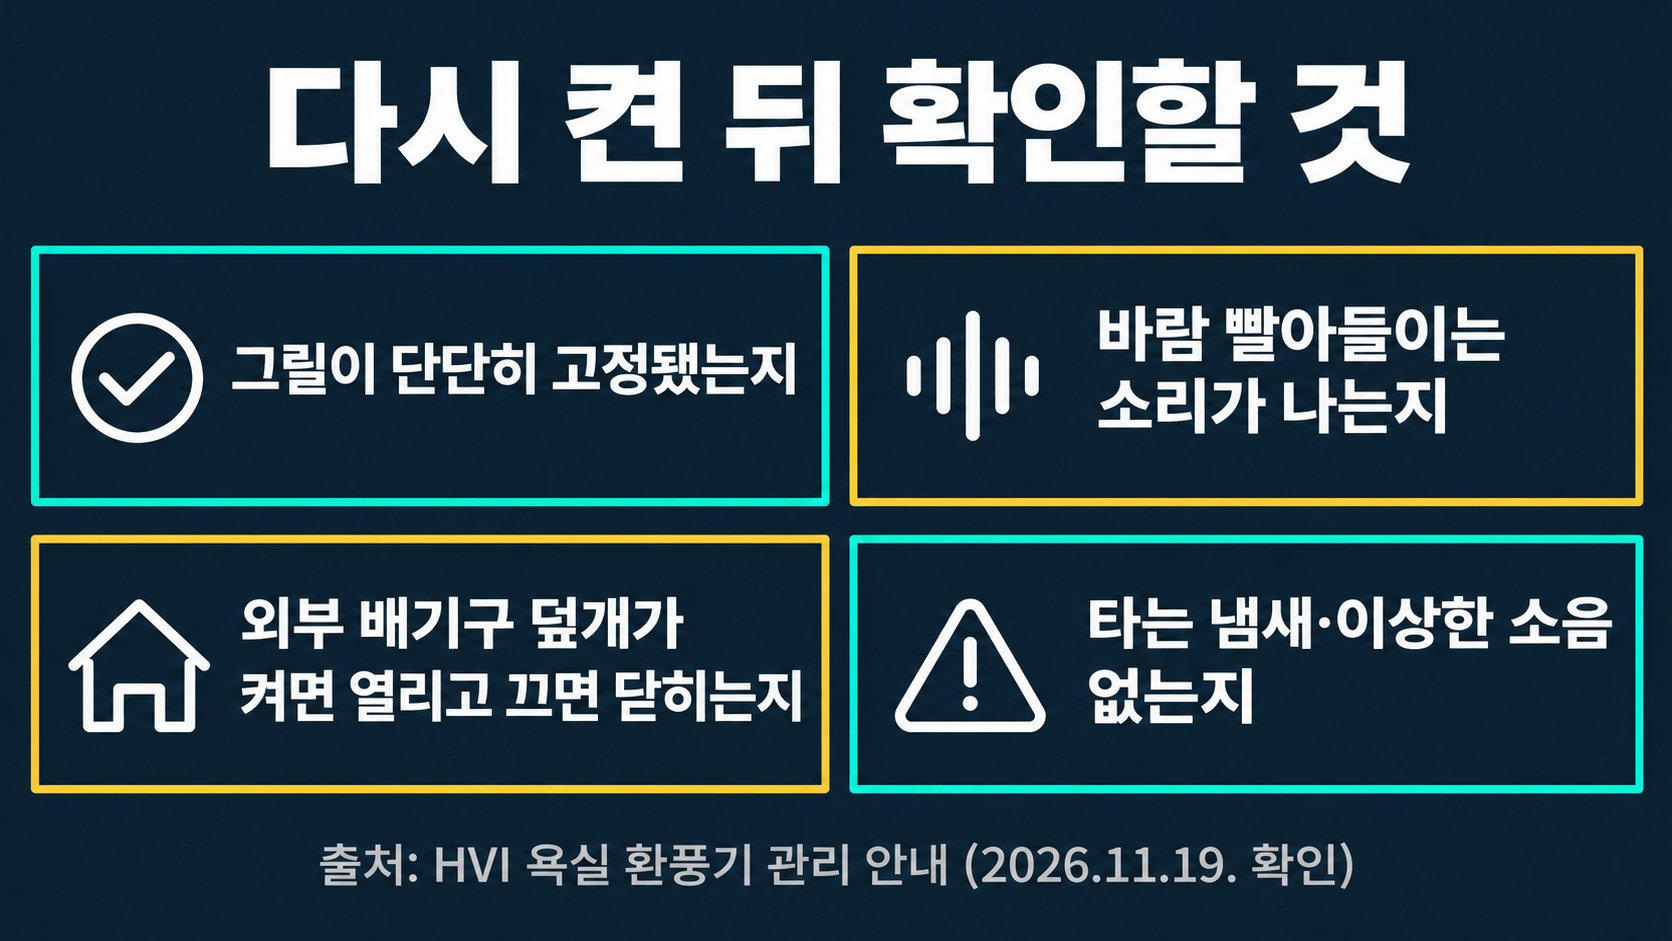 다시 켠 뒤 확인할 것
그릴이 단단히 고정됐는지
바람 빨아들이는
소리가 나는지
외부 배기구 덮개가
켜면 열리고 끄면 닫히는지
타는 냄새·이상한 소음
없는지
출처: HVI 욕실 환풍기 관리 안내 (2026.11.19. 확인)